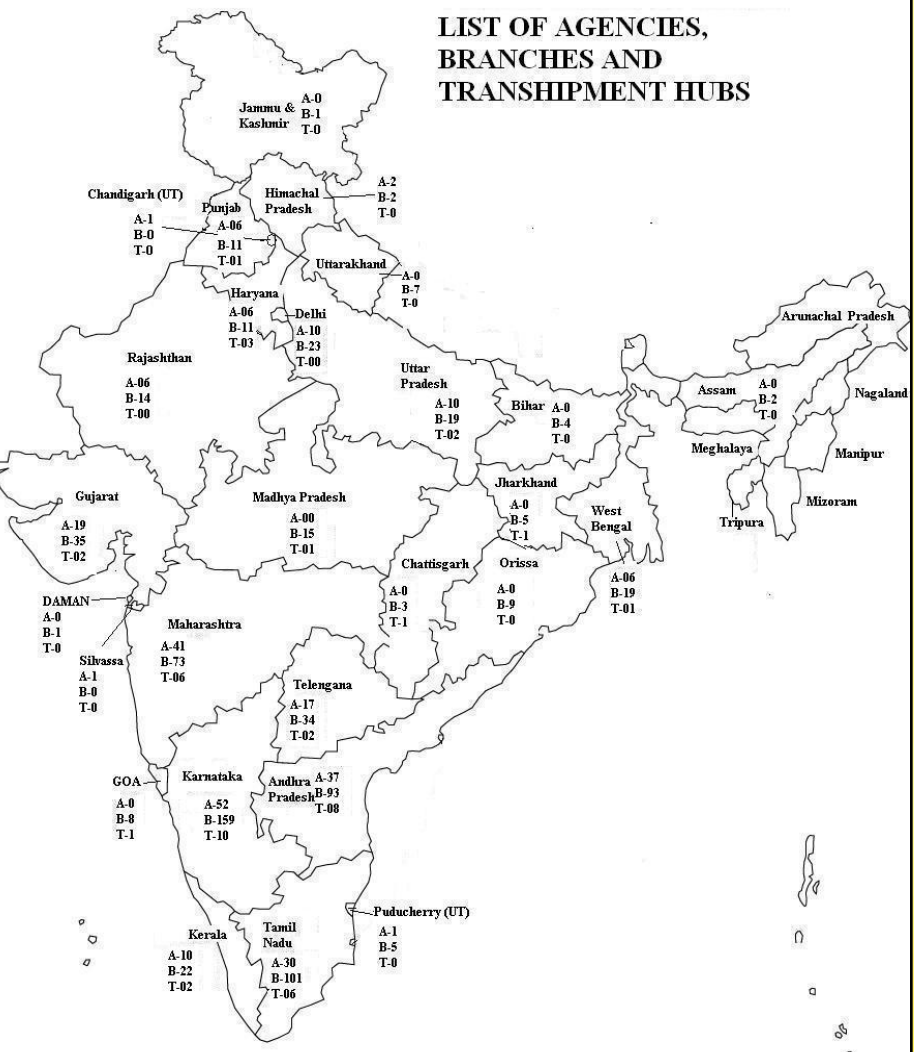 LIST OF AGENCIES,
BRANCHES AND
TRANSHIPMENT HUBS
Jammu &
Kashmir
A-0
B-1
T-0
Chandigarh (UT)
A-1
B-0
T-0
Punjab
A-06
B-11
T-01
Himachal
Pradesh
A-2
B-2
T-0
Uttarakhand
A-0
B-7
T-0
Haryana
A-06
B-11
T-03
Delhi
A-10
B-23
T-00
Rajashthan
A-06
B-14
T-00
Uttar
Pradesh
A-10
B-19
T-02
Bihar
A-0
B-4
T-0
Arunachal Pradesh
Assam
A-0
B-2
T-0
Nagaland
Meghalaya
Manipur
Mizoram
Tripura
Gujarat
A-19
B-35
T-02
Madhya Pradesh
A-00
B-15
T-01
Jharkhand
A-0
B-5
T-1
West
Bengal
A-06
B-19
T-01
Chattisgarh
A-0
B-3
T-1
Orissa
A-0
B-9
T-0
DAMAN
A-0
B-1
T-0
Silvassa
A-1
B-0
T-0
Maharashtra
A-41
B-73
T-06
Telengana
A-17
B-34
T-02
GOA
A-0
B-8
T-1
Karnataka
A-52
B-159
T-10
Andhra
Pradesh
A-37
B-93
T-08
Kerala
A-10
B-22
T-02
Tamil
Nadu
A-30
B-101
T-06
Puducherry (UT)
A-1
B-5
T-0